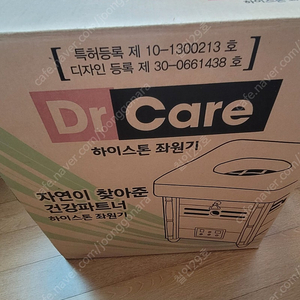 특허등록 제 10-1300213 호
디자인 등록 제 30-0661438 호
Dr Care
하이스톤 좌원기
자연이 찾아준
건강파트너
하이스톤 좌원기